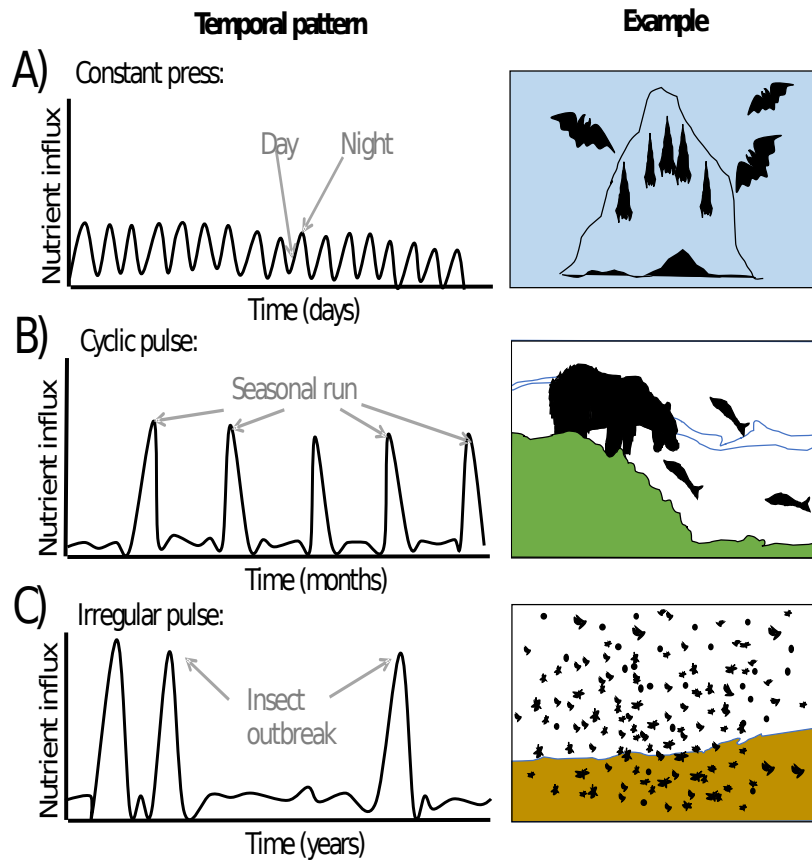 Temporal pattern
Example
A)
Constant press:
Nutrient influx
Day
Night
Time (days)
B)
Cyclic pulse:
Nutrient influx
Seasonal run
Time (months)
C)
Irregular pulse:
Nutrient influx
Insect
outbreak
Time (years)